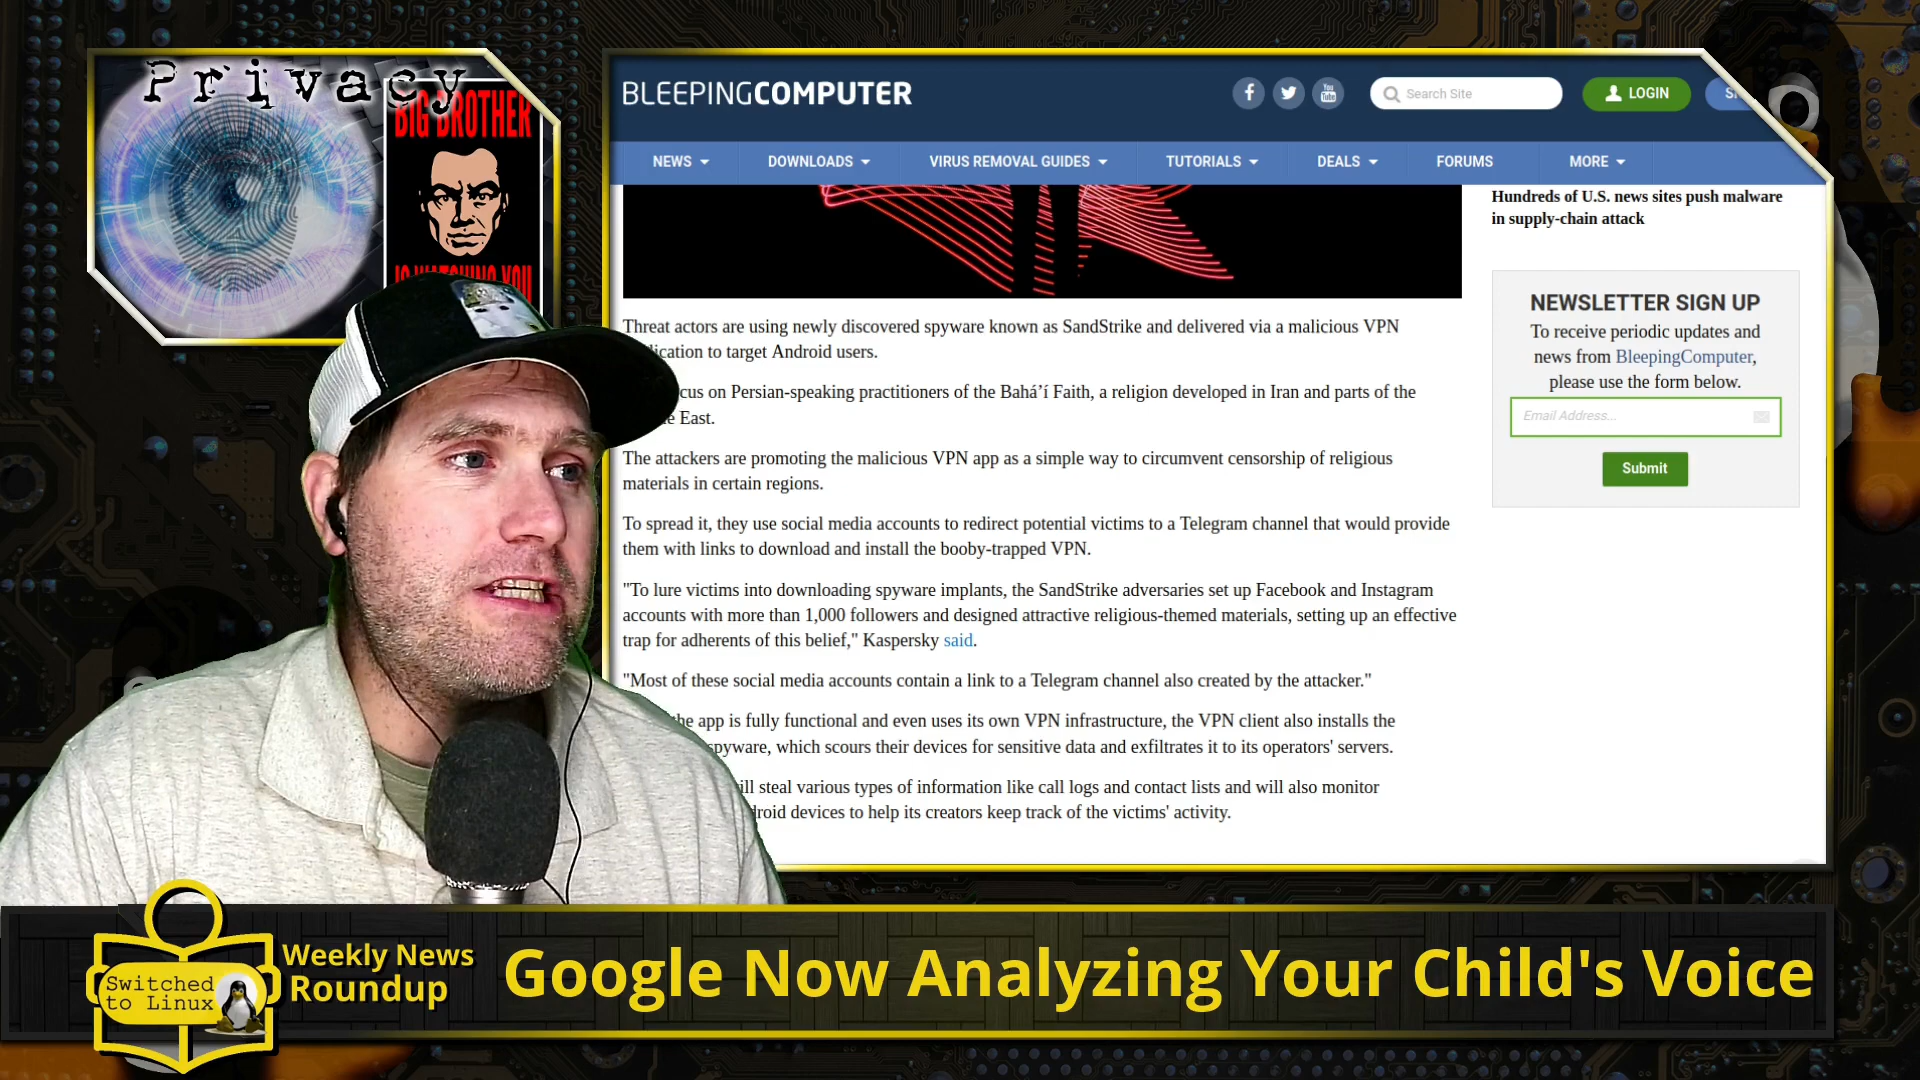 Privacy
BIG BROTHER
IS WATCHING YOU
BLEEPINGCOMPUTER
f
You
Tube
Search Site
LOGIN
NEWS
DOWNLOADS
VIRUS REMOVAL GUIDES
TUTORIALS
DEALS
FORUMS
MORE
Hundreds of U.S. news sites push malware
in supply-chain attack
NEWSLETTER SIGN UP
To receive periodic updates and
news from BleepingComputer,
please use the form below.
Email Address...
Submit
Threat actors are using newly discovered spyware known as SandStrike and delivered via a malicious VPN
to target Android users.
on Persian-speaking practitioners of the Bahá’í Faith, a religion developed in Iran and parts of the
East.
The attackers are promoting the malicious VPN app as a simple way to circumvent censorship of religious
materials in certain regions.
To spread it, they use social media accounts to redirect potential victims to a Telegram channel that would provide
them with links to download and install the booby-trapped VPN.
"To lure victims into downloading spyware implants, the SandStrike adversaries set up Facebook and Instagram
accounts with more than 1,000 followers and designed attractive religious-themed materials, setting up an effective
trap for adherents of this belief," Kaspersky said.
"Most of these social media accounts contain a link to a Telegram channel also created by the attacker."
the app is fully functional and even uses its own VPN infrastructure, the VPN client also installs the
spyware, which scours their devices for sensitive data and exfiltrates it to its operators' servers.
steal various types of information like call logs and contact lists and will also monitor
devices to help its creators keep track of the victims' activity.
Switched
to Linux
Weekly News
Roundup
Google Now Analyzing Your Child's Voice